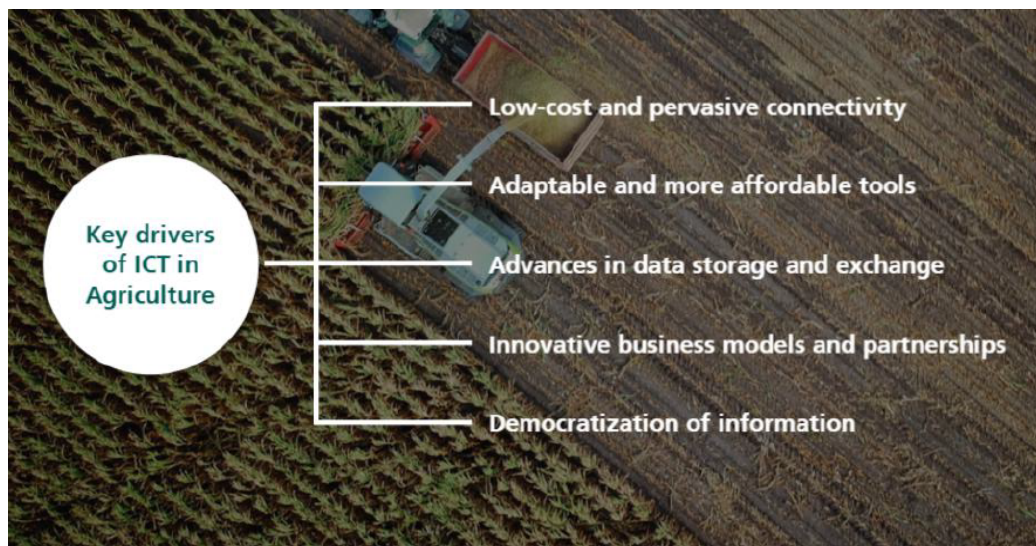 Key drivers
of ICT in
Agriculture
Low-cost and pervasive connectivity
Adaptable and more affordable tools
Advances in data storage and exchange
Innovative business models and partnerships
Democratization of information